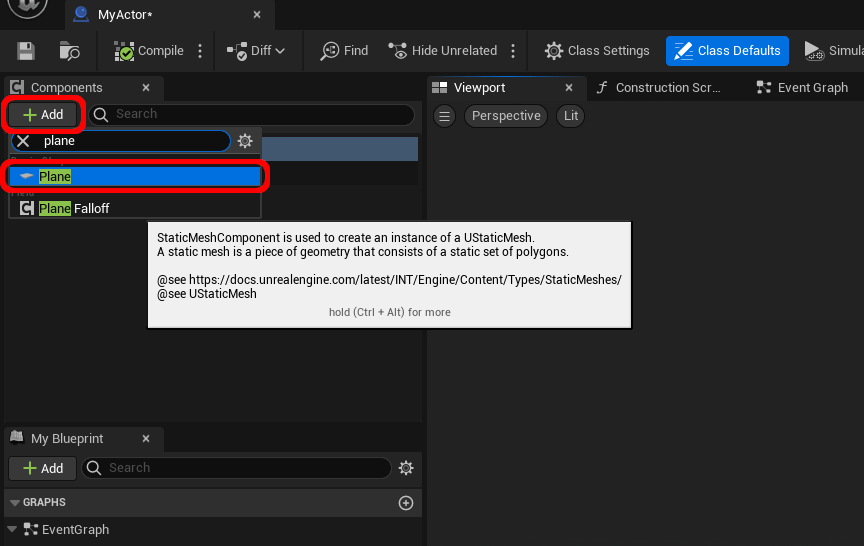 MyActor*
Compile
Diff
Find
Hide Unrelated
Class Settings
Class Defaults
Components
Viewport
Construction Scr...
Event Graph
Add
Search
Perspective
Lit
plane
Plane
Plane Falloff
StaticMeshComponent is used to create an instance of a UStaticMesh.
A static mesh is a piece of geometry that consists of a static set of polygons.
@see https://docs.unrealengine.com/latest/INT/Engine/Content/Types/StaticMeshes/
@see UStaticMesh
hold (Ctrl + Alt) for more
My Blueprint
Add
Search
GRAPHS
EventGraph